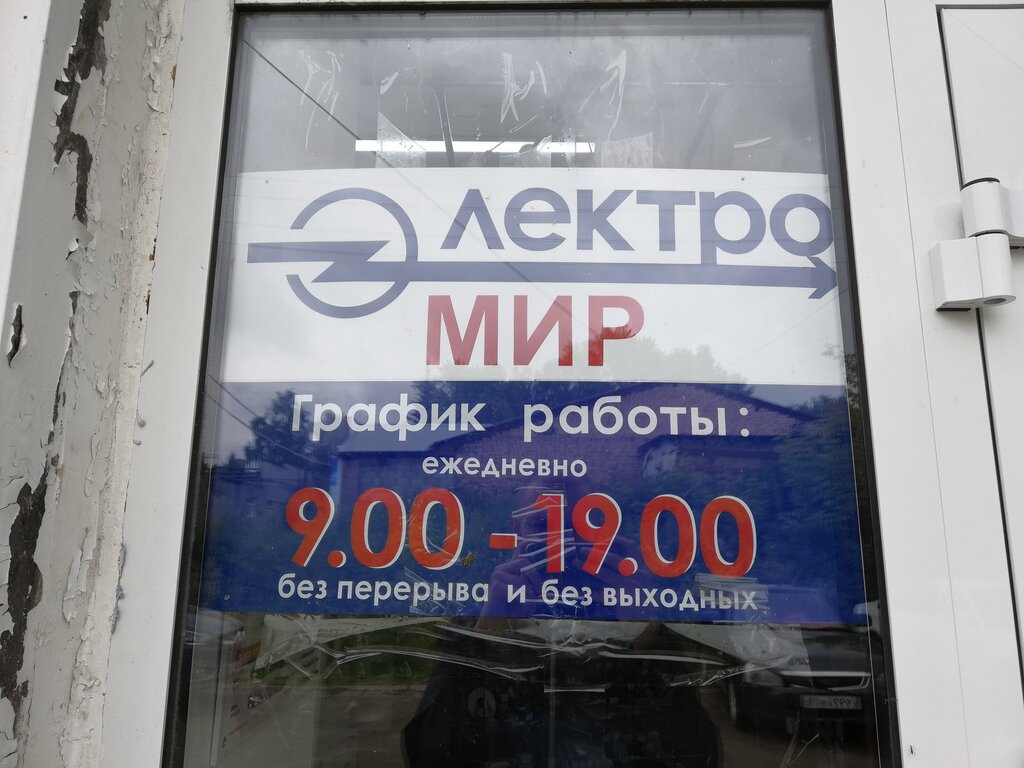 Электро
МИР
График работы:
ежедневно
9.00 - 19.00
без перерыва и без выходных